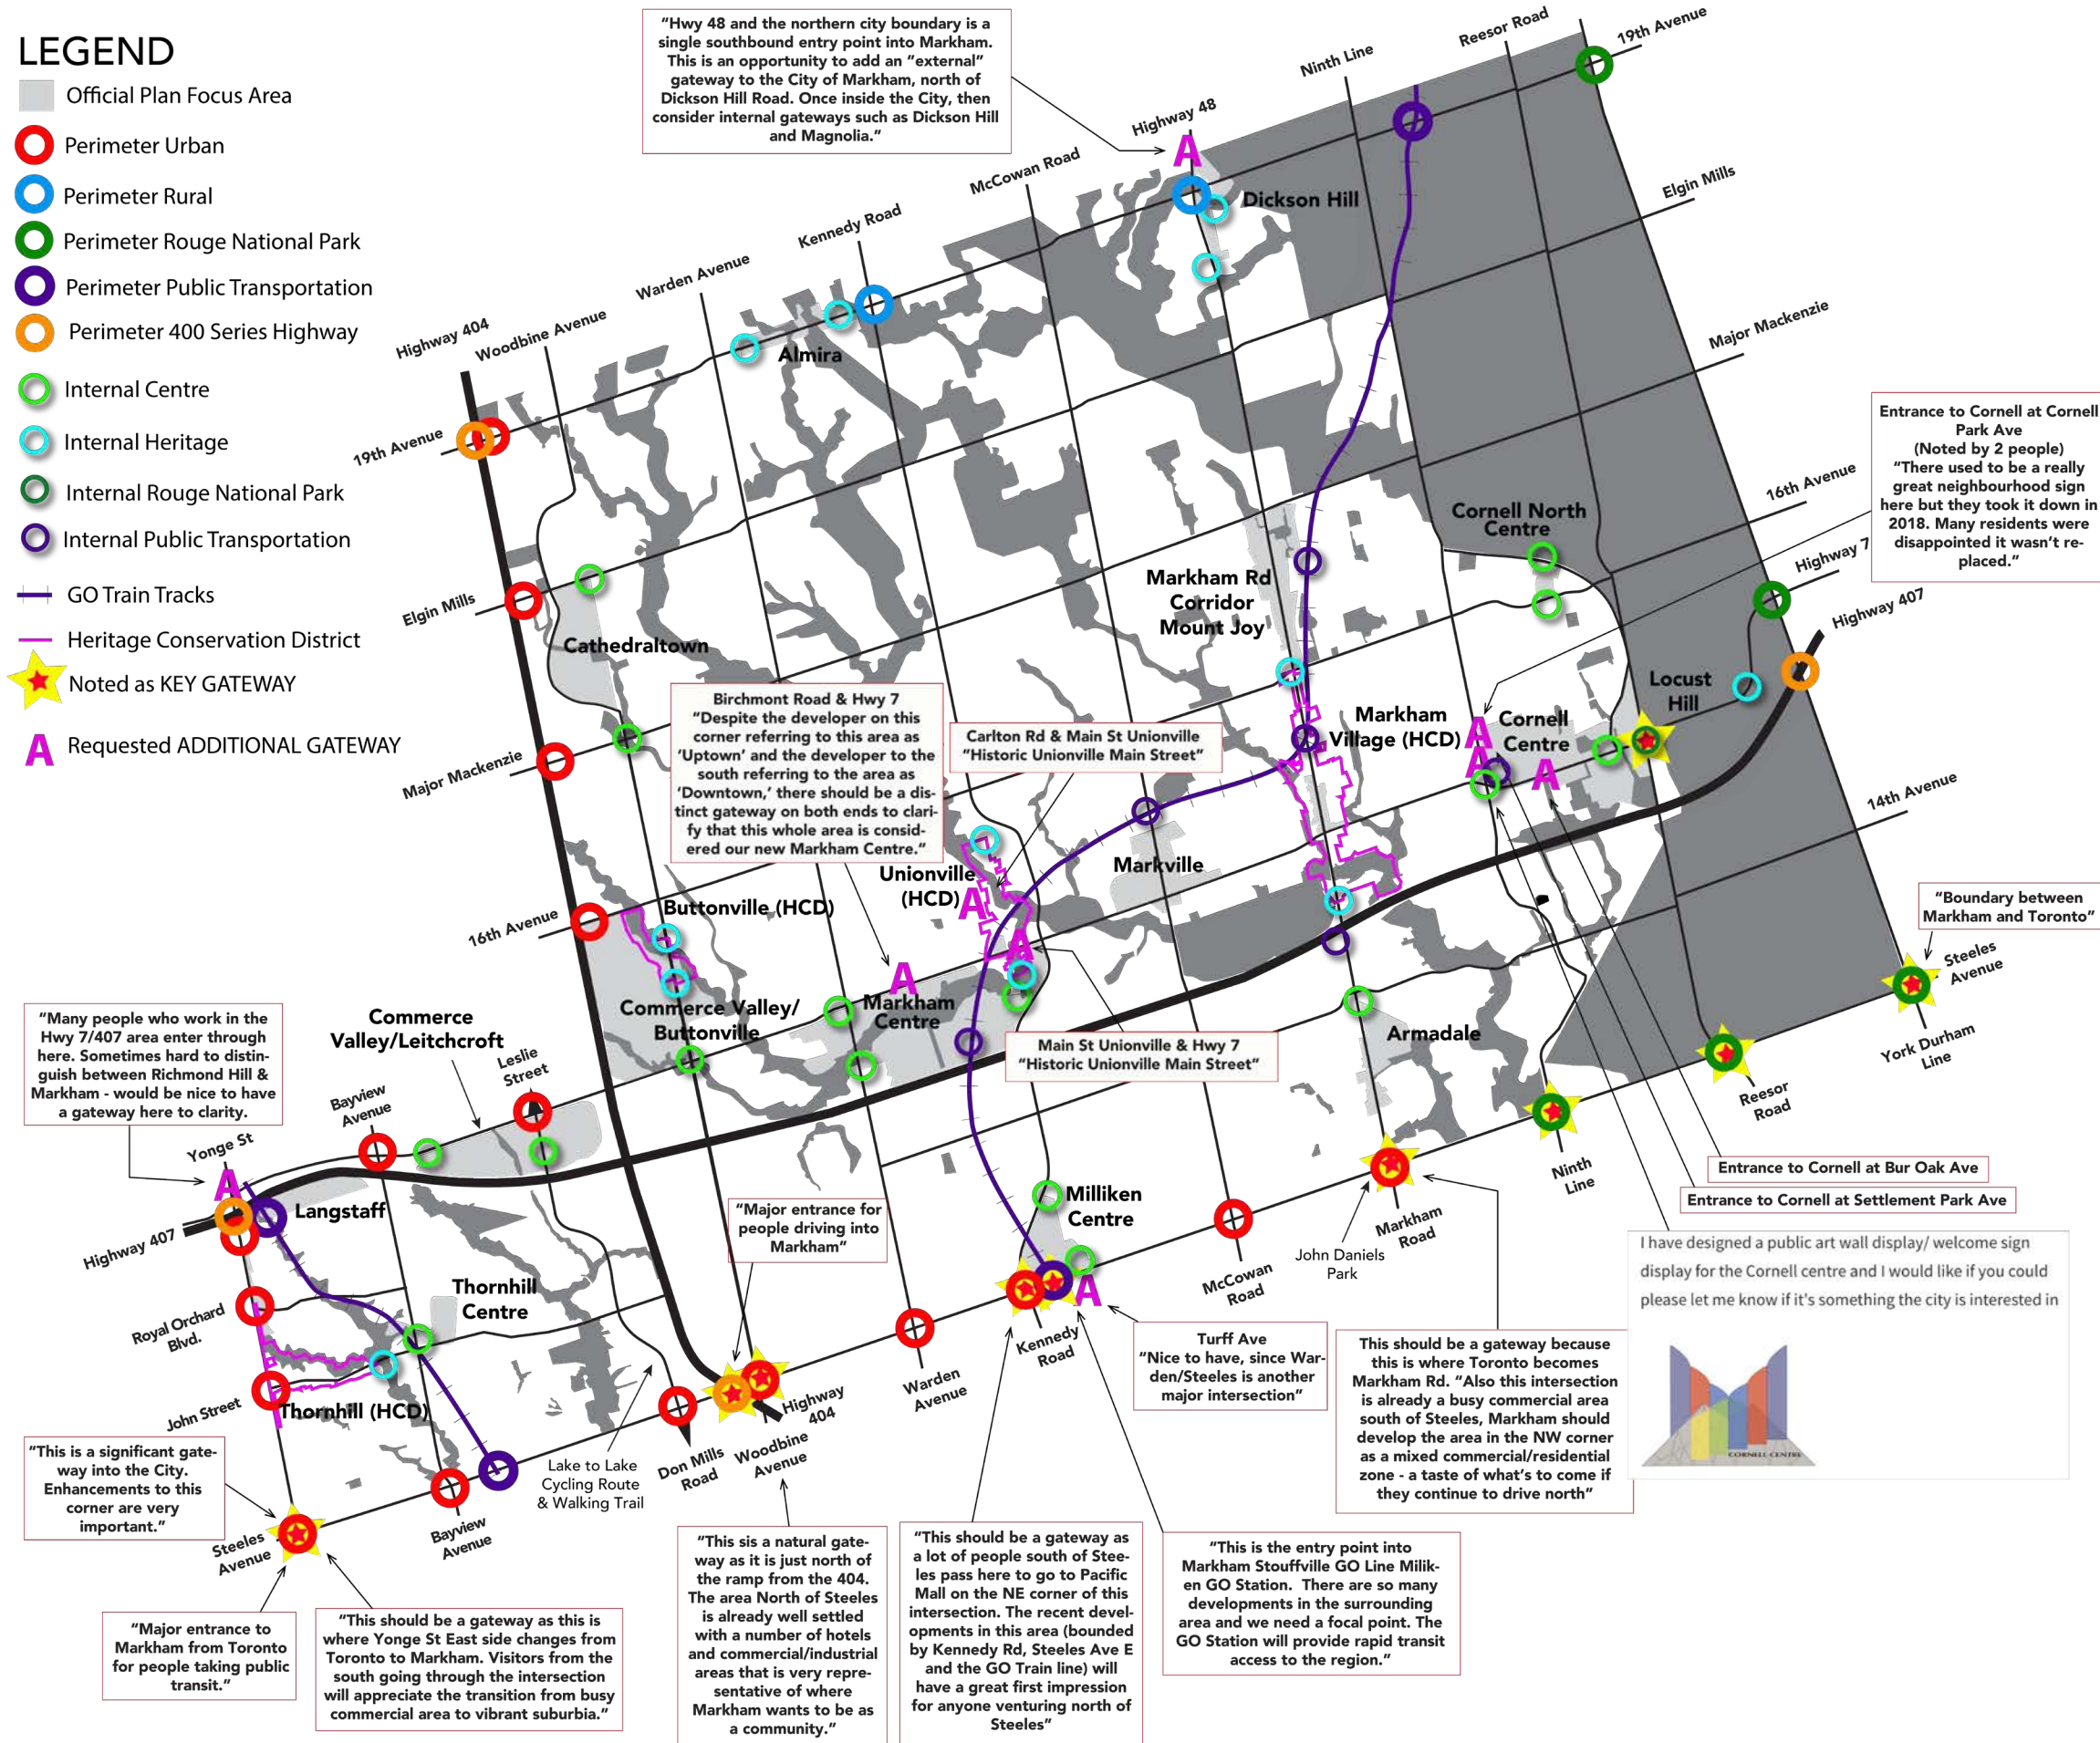 LEGEND
Official Plan Focus Area
Perimeter Urban
Perimeter Rural
Perimeter Rouge National Park
Perimeter Public Transportation
Perimeter 400 Series Highway
Internal Centre
Internal Heritage
Internal Rouge National Park
Internal Public Transportation
GO Train Tracks
Heritage Conservation District
Noted as KEY GATEWAY
A Requested ADDITIONAL GATEWAY
"Hwy 48 and the northern city boundary is a
single southbound entry point into Markham.
This is an opportunity to add an "external"
gateway to the City of Markham, north of
Dickson Hill Road. Once inside the City, then
consider internal gateways such as Dickson Hill
and Magnolia."
Highway 404
Woodbine Avenue
Warden Avenue
Kennedy Road
McCowan Road
Highway 48
Ninth Line
Reesor Road
19th Avenue
Elgin Mills
Major Mackenzie
16th Avenue
Highway 7
Highway 407
14th Avenue
A
Dickson Hill
Almira
19th Avenue
Elgin Mills
Major Mackenzie
16th Avenue
Cathedraltown
Cornell North
Centre
Markham Rd
Corridor
Mount Joy
Entrance to Cornell at Cornell
Park Ave
(Noted by 2 people)
"There used to be a really
great neighbourhood sign
here but they took it down in
2018. Many residents were
disappointed it wasn't re-
placed."
Locust
Hill
Markham
Village (HCD)
A
A
A
Cornell
Centre
Birchmont Road & Hwy 7
"Despite the developer on this
corner referring to this area as
'Uptown' and the developer to the
south referring to the area as
'Downtown,' there should be a dis-
tinct gateway on both ends to clari-
fy that this whole area is consid-
ered our new Markham Centre."
Carlton Rd & Main St Unionville
"Historic Unionville Main Street"
Markville
Unionville
(HCD)
A
A
A
Buttonville (HCD)
Commerce Valley/
Buttonville
Markham
Centre
Main St Unionville & Hwy 7
"Historic Unionville Main Street"
Armadale
"Boundary between
Markham and Toronto"
Steeles
Avenue
York Durham
Line
Reesor
Road
Ninth
Line
"Many people who work in the
Hwy 7/407 area enter through
here. Sometimes hard to distin-
guish between Richmond Hill &
Markham - would be nice to have
a gateway here to clarity.
Commerce
Valley/Leitchcroft
Leslie
Street
Bayview
Avenue
Yonge St
A
Langstaff
Highway 407
Royal Orchard
Blvd.
John Street
Thornhill
Centre
Thornhill (HCD)
"Major entrance for
people driving into
Markham"
Milliken
Centre
A
Entrance to Cornell at Bur Oak Ave
Entrance to Cornell at Settlement Park Ave
I have designed a public art wall display/ welcome sign
display for the Cornell centre and I would like if you could
please let me know if it's something the city is interested in
CORNELL CENTRE
John Daniels
Park
Markham
Road
McCowan
Road
Kennedy
Road
Warden
Avenue
Highway
404
Woodbine
Avenue
Don Mills
Road
Lake to Lake
Cycling Route
& Walking Trail
Bayview
Avenue
Steeles
Avenue
Turff Ave
"Nice to have, since War-
den/Steeles is another
major intersection"
This should be a gateway because
this is where Toronto becomes
Markham Rd. "Also this intersection
is already a busy commercial area
south of Steeles, Markham should
develop the area in the NW corner
as a mixed commercial/residential
zone - a taste of what's to come if
they continue to drive north"
"This is a significant gate-
way into the City.
Enhancements to this
corner are very
important."
"Major entrance to
Markham from Toronto
for people taking public
transit."
"This should be a gateway as this is
where Yonge St East side changes from
Toronto to Markham. Visitors from the
south going through the intersection
will appreciate the transition from busy
commercial area to vibrant suburbia."
"This sis a natural gate-
way as it is just north of
the ramp from the 404.
The area North of Steeles
is already well settled
with a number of hotels
and commercial/industrial
areas that is very repre-
sentative of where
Markham wants to be as
a community."
"This should be a gateway as
a lot of people south of Stee-
les pass here to go to Pacific
Mall on the NE corner of this
intersection. The recent devel-
opments in this area (bounded
by Kennedy Rd, Steeles Ave E
and the GO Train line) will
have a great first impression
for anyone venturing north of
Steeles"
"This is the entry point into
Markham Stouffville GO Line Milik-
en GO Station. There are so many
developments in the surrounding
area and we need a focal point. The
GO Station will provide rapid transit
access to the region."